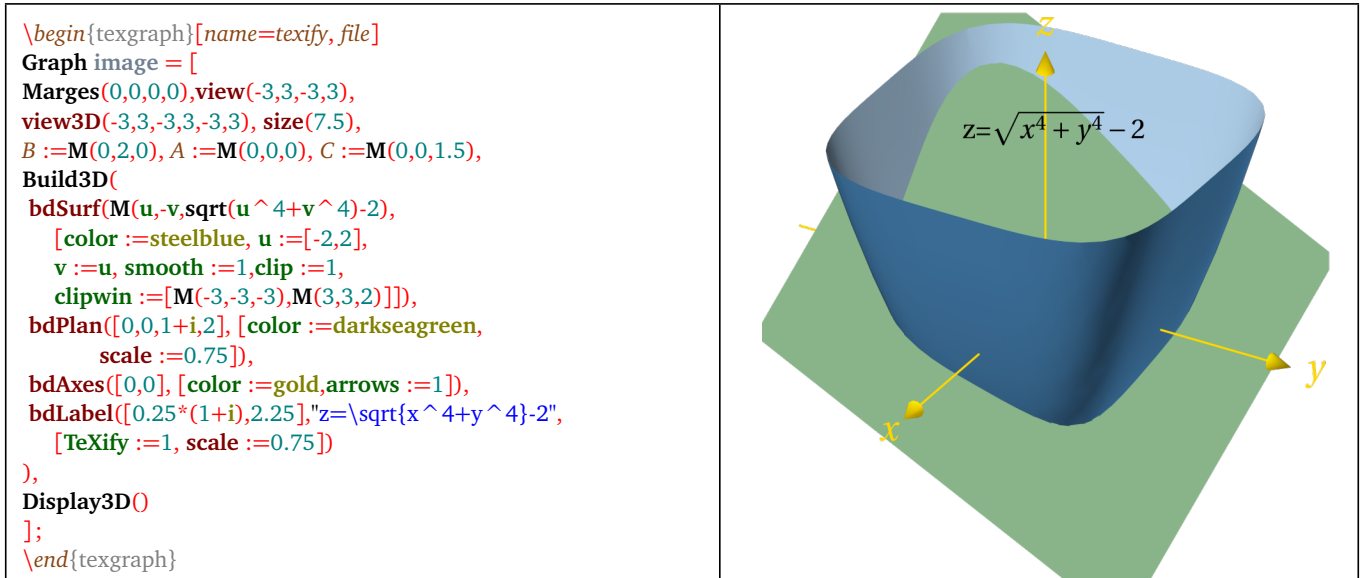 \begin{texgraph}[name=texify, file]
Graph image = [
Marges(0,0,0,0),view(-3,3,-3,3),
view3D(-3,3,-3,3,-3,3), size(7.5),
B :=M(0,2,0), A :=M(0,0,0), C :=M(0,0,1.5),
Build3D(
bdSurf(M(u,-v,sqrt(u^4+v^4)-2),
[color :=steelblue, u :=[-2,2],
v :=u, smooth :=1,clip :=1,
clipwin :=[M(-3,-3,-3),M(3,3,2)]]),
bdPlan([0,0,1+i,2], [color :=darkseagreen,
scale :=0.75]),
bdAxes([0,0], [color :=gold,arrows :=1]),
bdLabel([0.25*(1+i),2.25],"z=\sqrt{x^4+y^4}-2",
[TeXify :=1, scale :=0.75])
),
Display3D()
];
\end{texgraph}
z
z=√x⁴ + y⁴ − 2
y
x